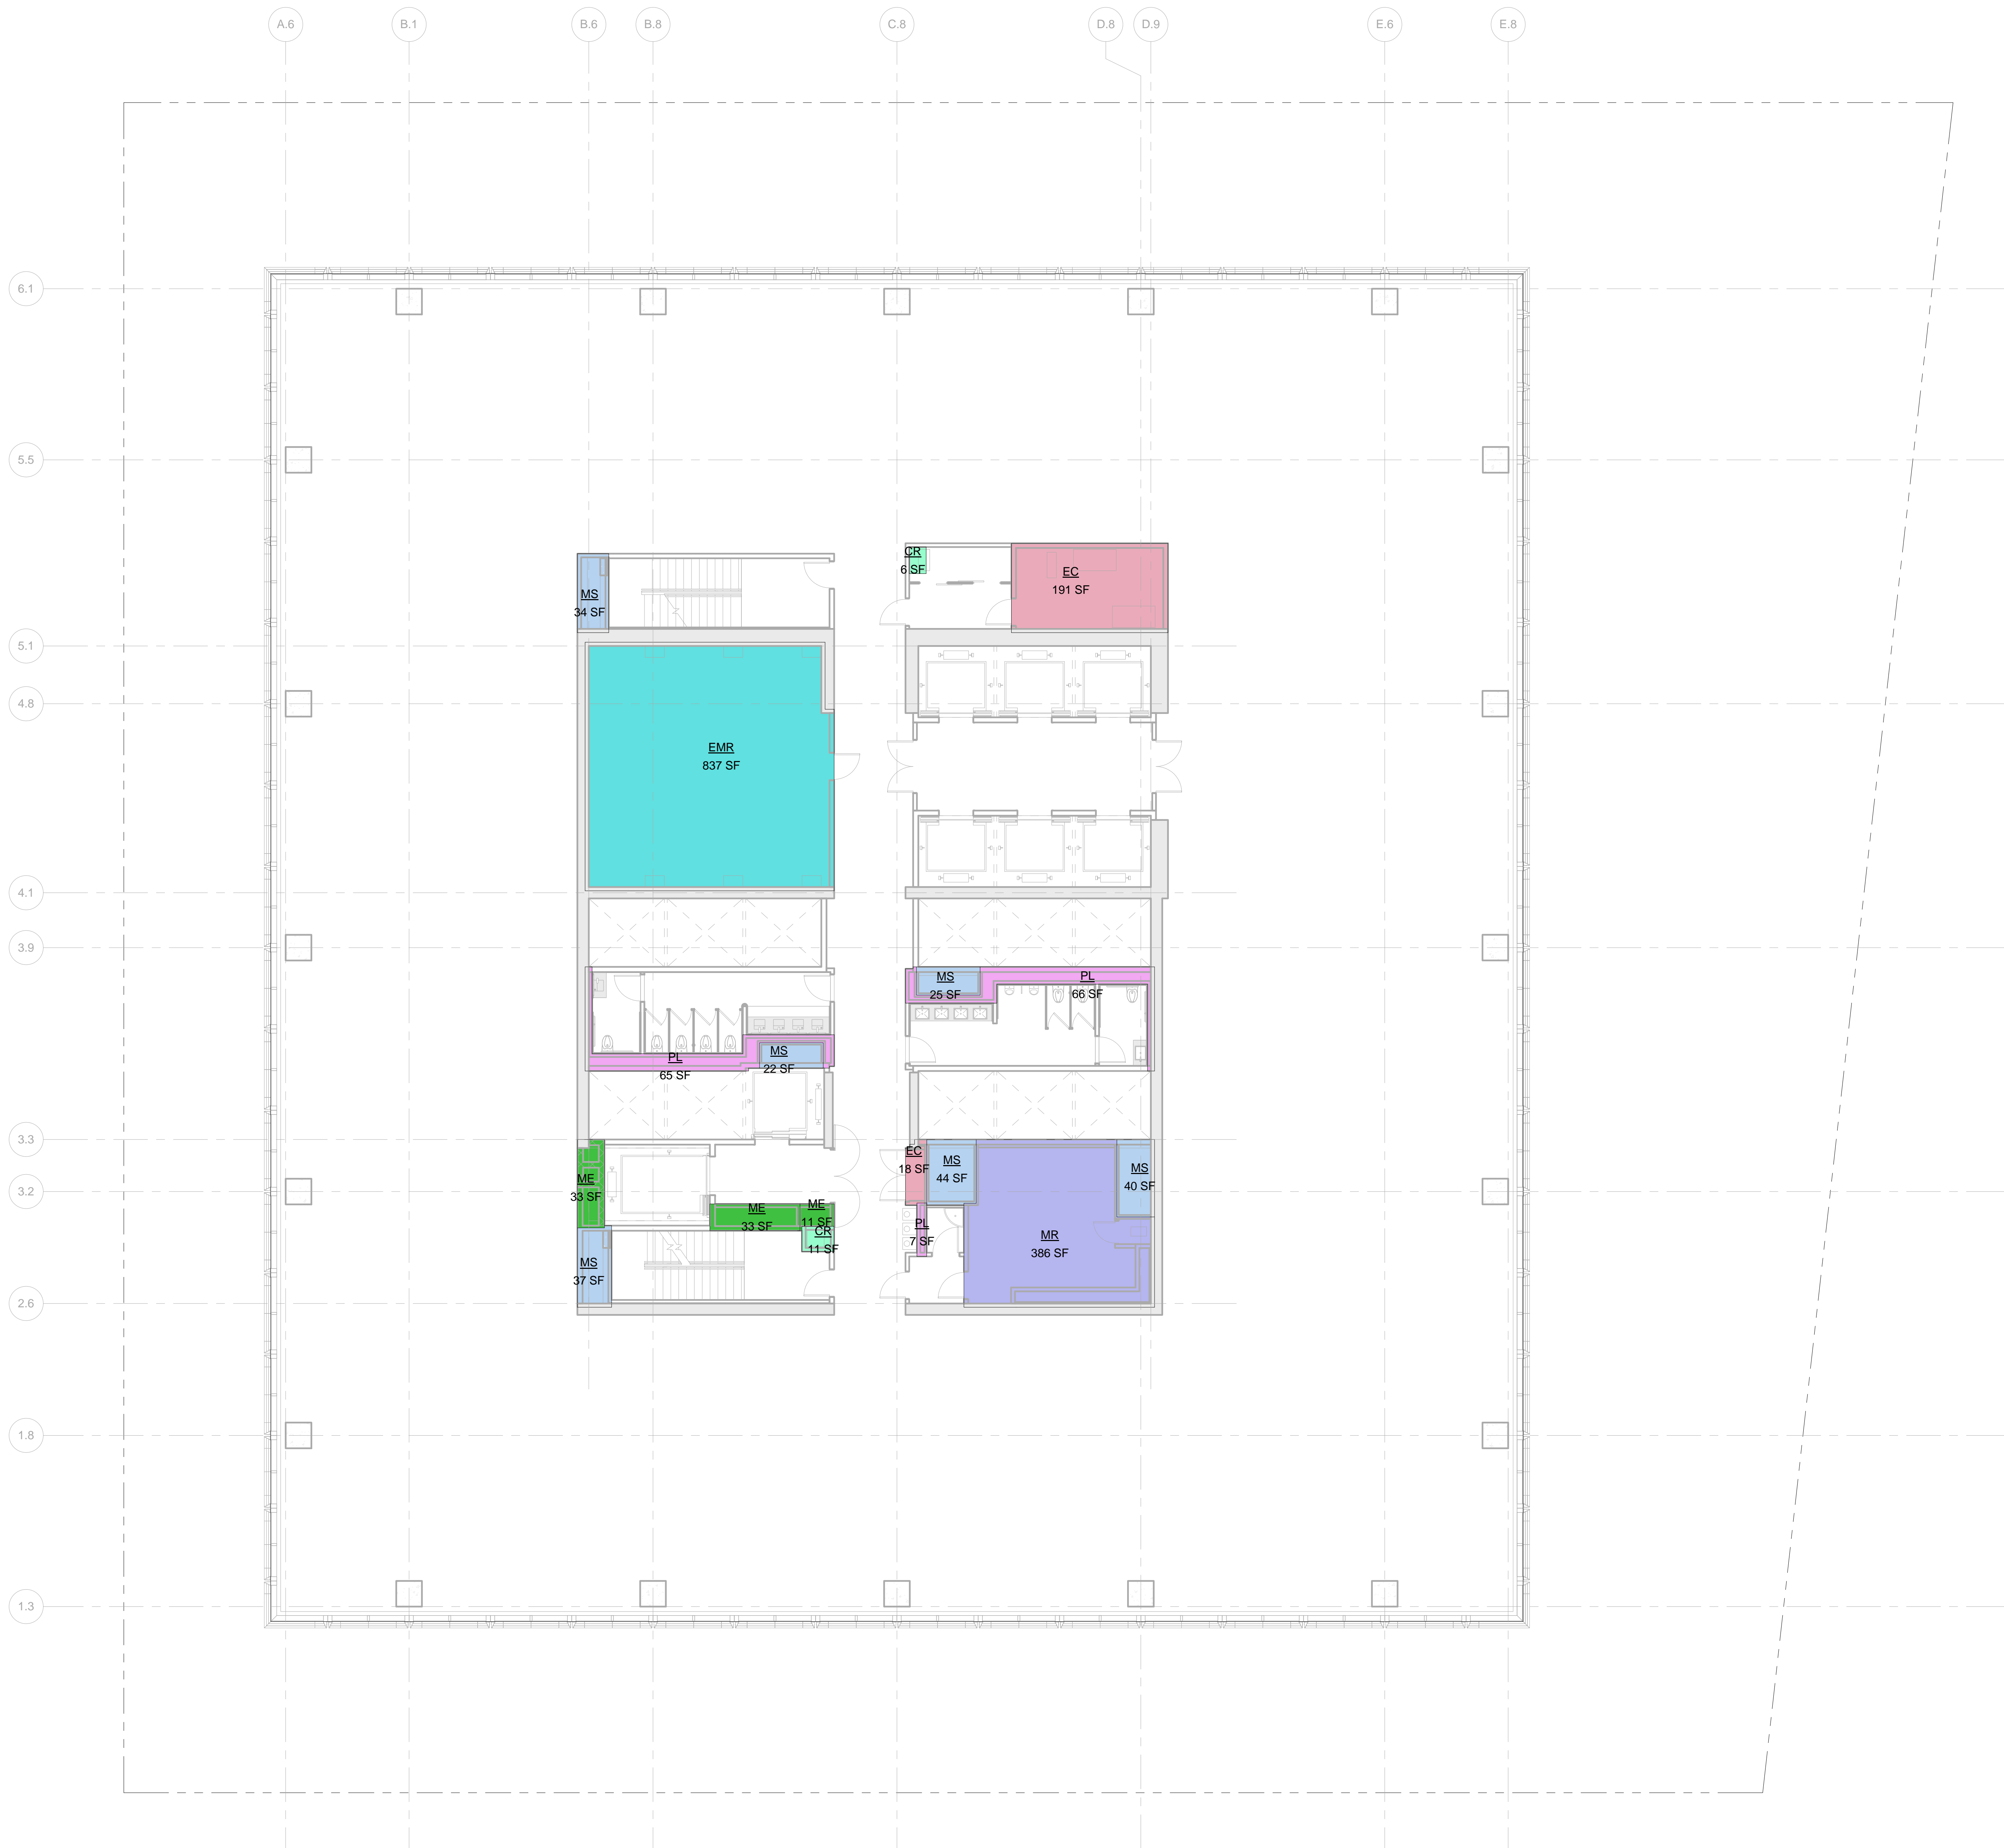 A.6
B.1
B.6
B.8
C.8
D.8
D.9
E.6
E.8
6.1
5.5
5.1
4.8
4.1
3.9
3.3
3.2
2.6
1.8
1.3
MS
34 SF
CR
6 SF
EC
191 SF
EMR
837 SF
MS
25 SF
PL
66 SF
PL
65 SF
MS
22 SF
ME
33 SF
ME
33 SF
ME
11 SF
CR
11 SF
MS
37 SF
EC
18 SF
MS
44 SF
MS
40 SF
PL
7 SF
MR
386 SF